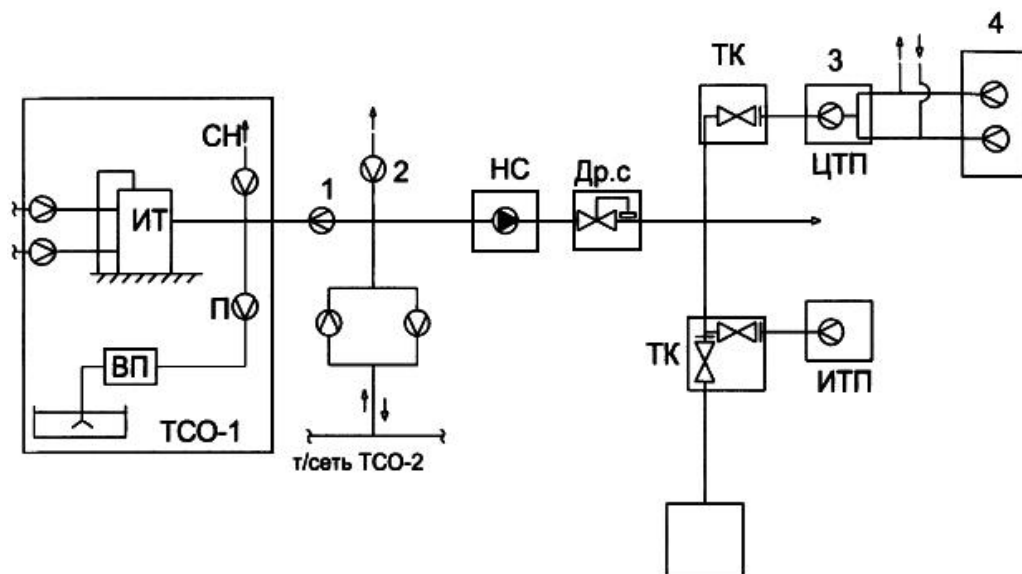 4
ТК
3
СН
2
НС
Др.с
1
ЦТП
ИТ
П
ТК
ВП
ИТП
ТСО-1
т/сеть ТСО-2